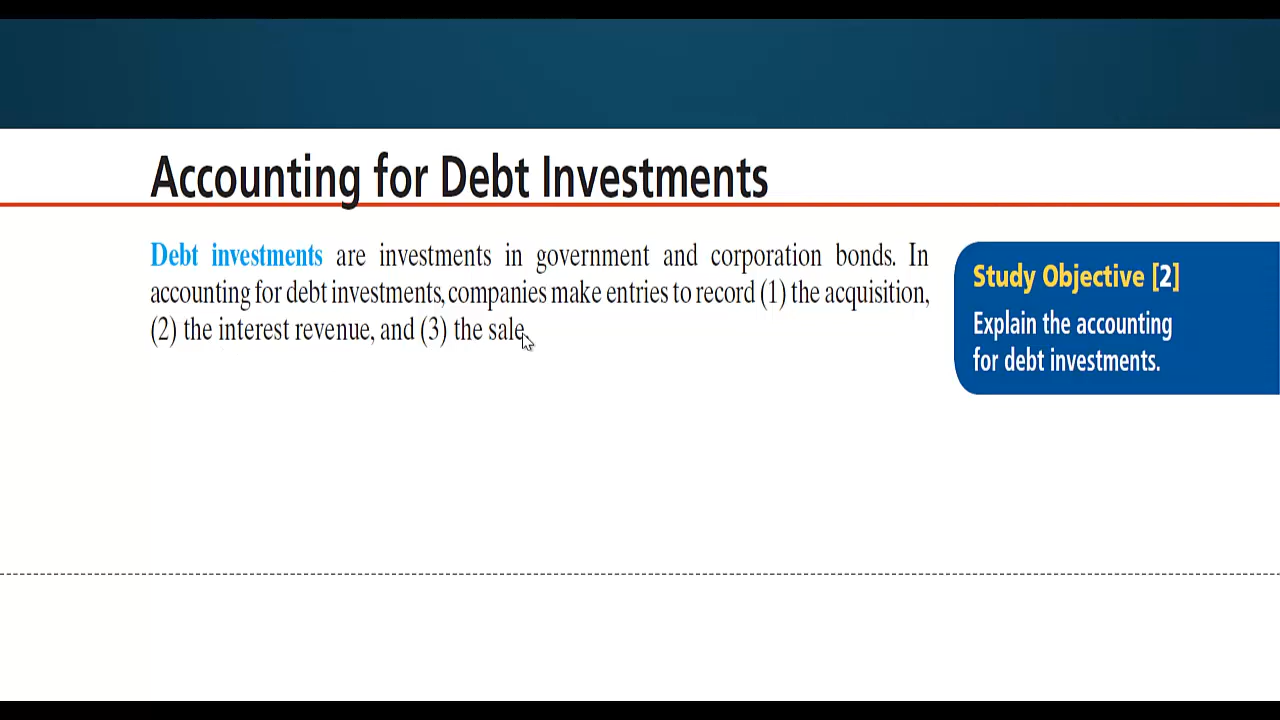 Accounting for Debt Investments
Debt investments are investments in government and corporation bonds. In
accounting for debt investments, companies make entries to record (1) the acquisition,
(2) the interest revenue, and (3) the sale.
Study Objective [2]
Explain the accounting
for debt investments.